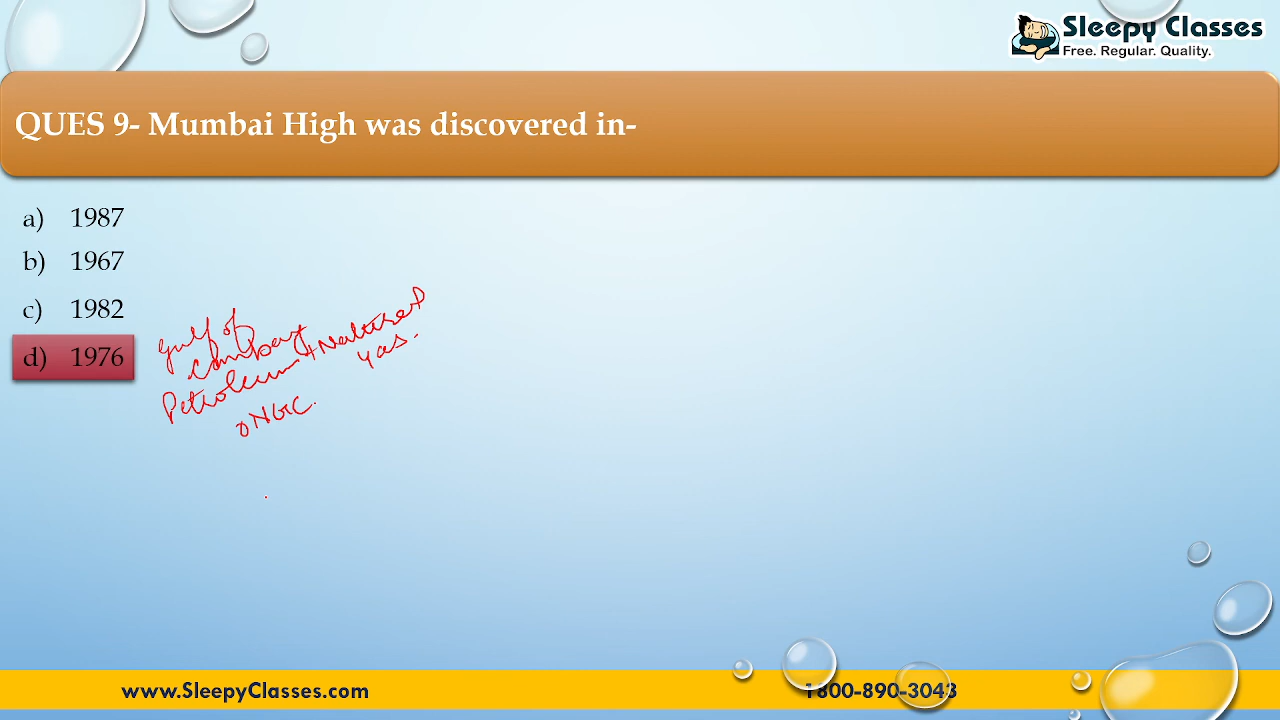 Sleepy Classes
Free. Regular. Quality.
QUES 9- Mumbai High was discovered in-
a) 1987
b) 1967
c) 1982
d) 1976
gulf of
Cambay
Petroleum + Natural
gas.
ONGC.
www.SleepyClasses.com
1800-890-3043